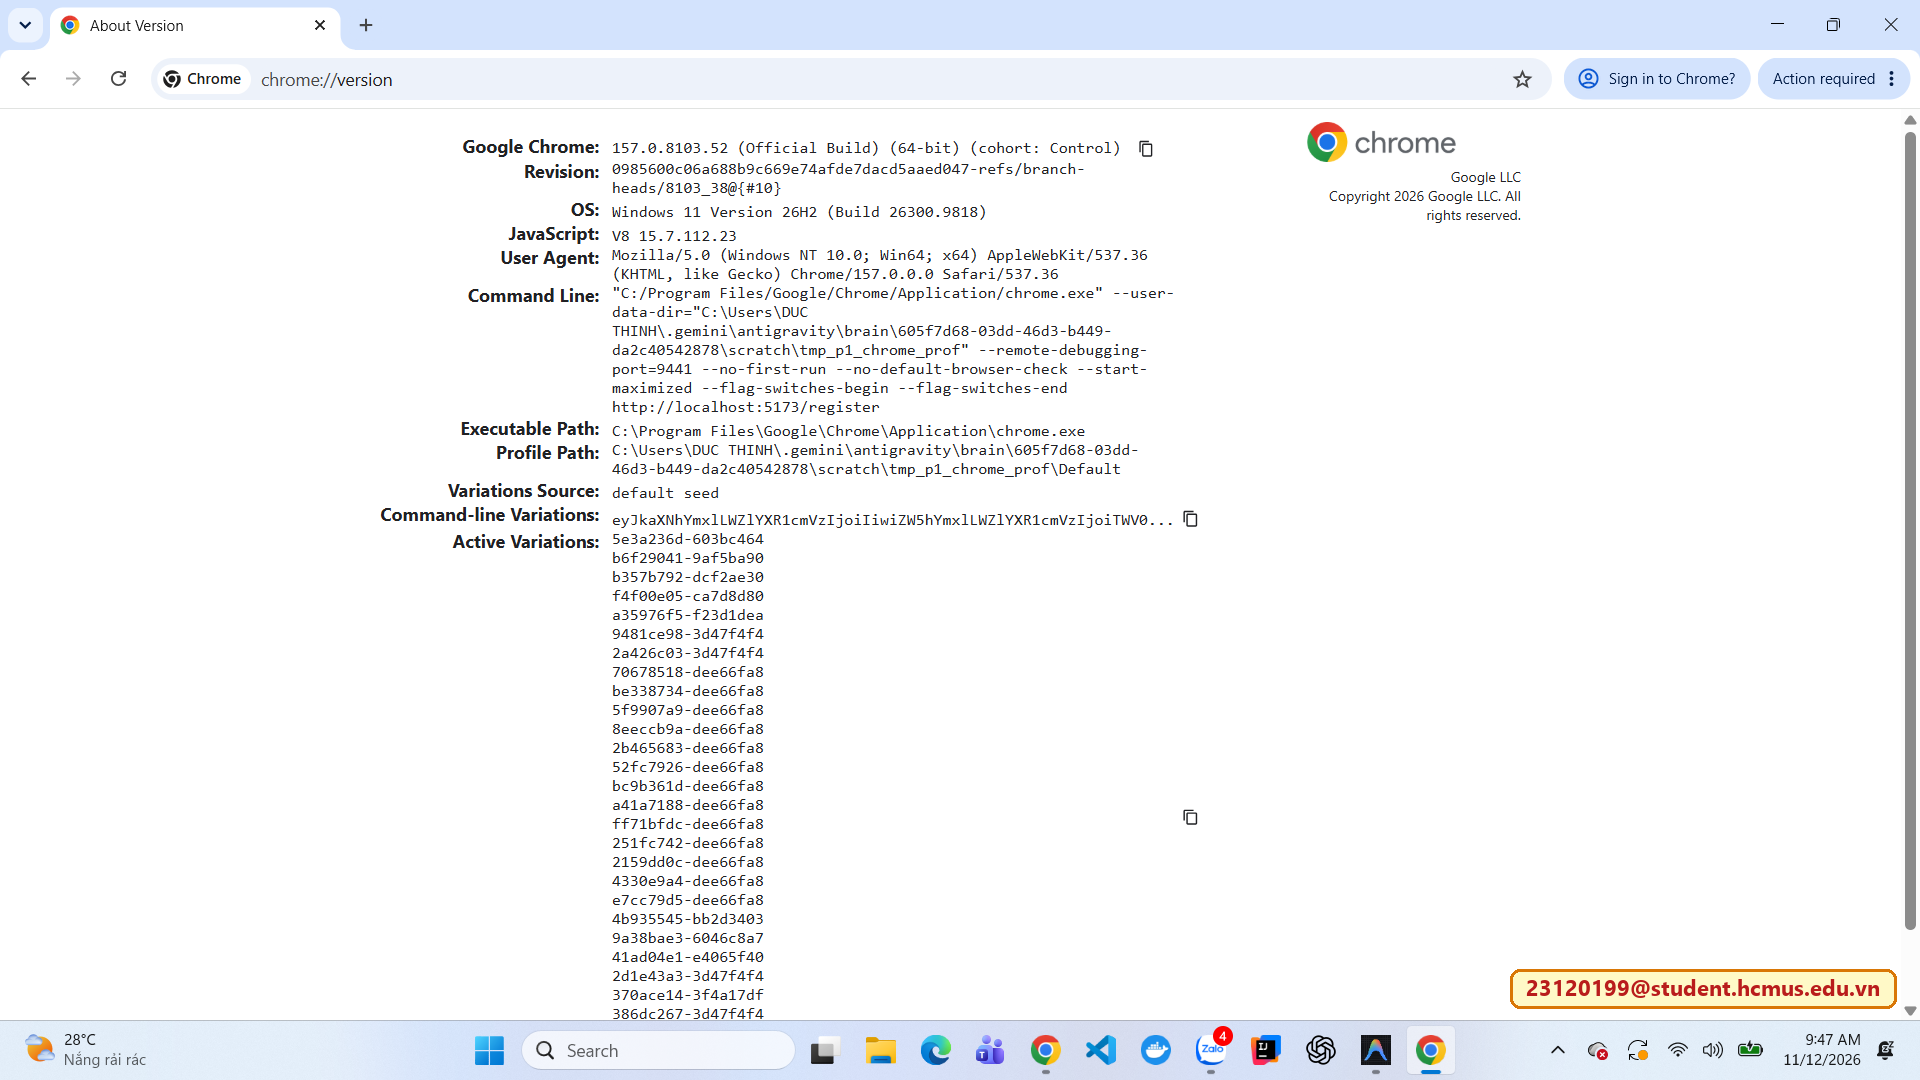 About Version
Chrome
chrome://version
Sign in to Chrome?
Action required
Google Chrome: 157.0.8103.52 (Official Build) (64-bit) (cohort: Control)
Revision: 0985600c06a688b9c669e74afde7dacd5aaed047-refs/branch-
heads/8103_38@{#10}
OS: Windows 11 Version 26H2 (Build 26300.9818)
JavaScript: V8 15.7.112.23
User Agent: Mozilla/5.0 (Windows NT 10.0; Win64; x64) AppleWebKit/537.36
(KHTML, like Gecko) Chrome/157.0.0.0 Safari/537.36
Command Line: "C:/Program Files/Google/Chrome/Application/chrome.exe" --user-
data-dir="C:\Users\DUC
THINH\.gemini\antigravity\brain\605f7d68-03dd-46d3-b449-
da2c40542878\scratch\tmp_p1_chrome_prof" --remote-debugging-
port=9441 --no-first-run --no-default-browser-check --start-
maximized --flag-switches-begin --flag-switches-end
http://localhost:5173/register
Executable Path: C:\Program Files\Google\Chrome\Application\chrome.exe
Profile Path: C:\Users\DUC THINH\.gemini\antigravity\brain\605f7d68-03dd-
46d3-b449-da2c40542878\scratch\tmp_p1_chrome_prof\Default
Variations Source: default seed
Command-line Variations: eyJkaXNhYmxlLWZlYXR1cmVzIjoiIiwiZW5hYmxlLWZlYXR1cmVzIjoiTWV0...
Active Variations: 5e3a236d-603bc464
b6f29041-9af5ba90
b357b792-dcf2ae30
f4f00e05-ca7d8d80
a35976f5-f23d1dea
9481ce98-3d47f4f4
2a426c03-3d47f4f4
70678518-dee66fa8
be338734-dee66fa8
5f9907a9-dee66fa8
8eeccb9a-dee66fa8
2b465683-dee66fa8
52fc7926-dee66fa8
bc9b361d-dee66fa8
a41a7188-dee66fa8
ff71bfdc-dee66fa8
251fc742-dee66fa8
2159dd0c-dee66fa8
4330e9a4-dee66fa8
e7cc79d5-dee66fa8
4b935545-bb2d3403
9a38bae3-6046c8a7
41ad04e1-e4065f40
2d1e43a3-3d47f4f4
370ace14-3f4a17df
386dc267-3d47f4f4
chrome
Google LLC
Copyright 2026 Google LLC. All
rights reserved.
23120199@student.hcmus.edu.vn
28°C
Nắng rải rác
Search
Zalo
4
9:47 AM
11/12/2026